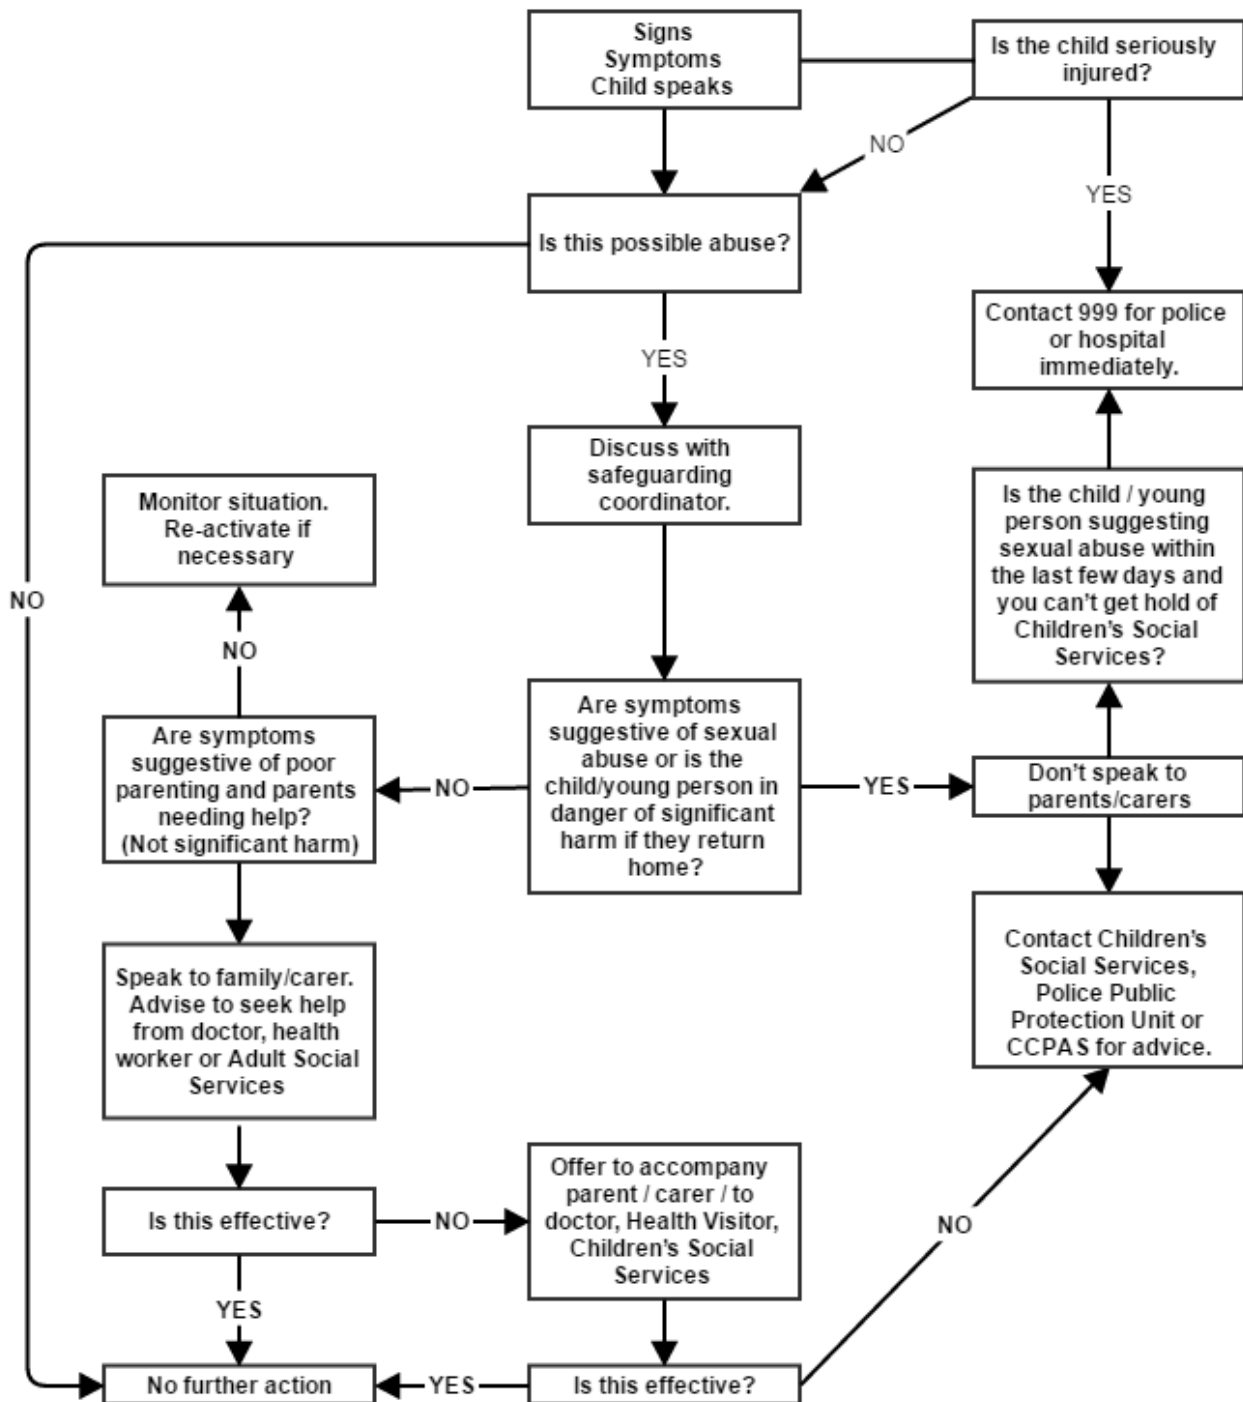 Signs
Symptoms
Child speaks
Is the child seriously
injured?
NO
YES
Is this possible abuse?
Contact 999 for police
or hospital
immediately.
YES
Discuss with
safeguarding
coordinator.
Monitor situation.
Re-activate if
necessary
Is the child / young
person suggesting
sexual abuse within
the last few days and
you can't get hold of
Children's Social
Services?
NO
NO
Are symptoms
suggestive of sexual
abuse or is the
child/young person in
danger of significant
harm if they return
home?
Are symptoms
suggestive of poor
parenting and parents
needing help?
(Not significant harm)
NO
YES
Don't speak to
parents/carers
Speak to family/carer.
Advise to seek help
from doctor, health
worker or Adult Social
Services
Contact Children's
Social Services,
Police Public
Protection Unit or
CCPAS for advice.
Is this effective?
NO
Offer to accompany
parent / carer / to
doctor, Health Visitor,
Children's Social
Services
NO
YES
No further action
YES
Is this effective?